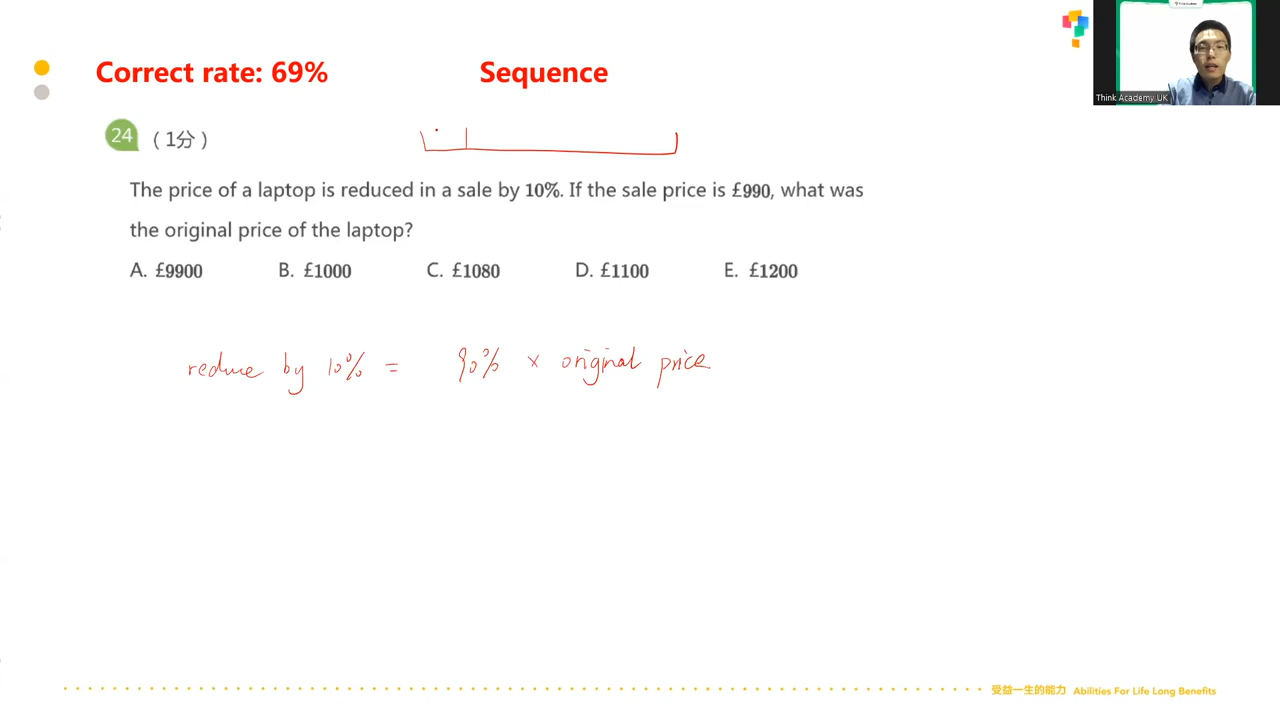 Correct rate: 69%
Sequence
24 (1分)
The price of a laptop is reduced in a sale by 10%. If the sale price is £990, what was
the original price of the laptop?
A. £9900 B. £1000 C. £1080 D. £1100 E. £1200
reduce by 10% = 90% × original price
Think Academy UK
受益一生的能力 Abilities For Life Long Benefits